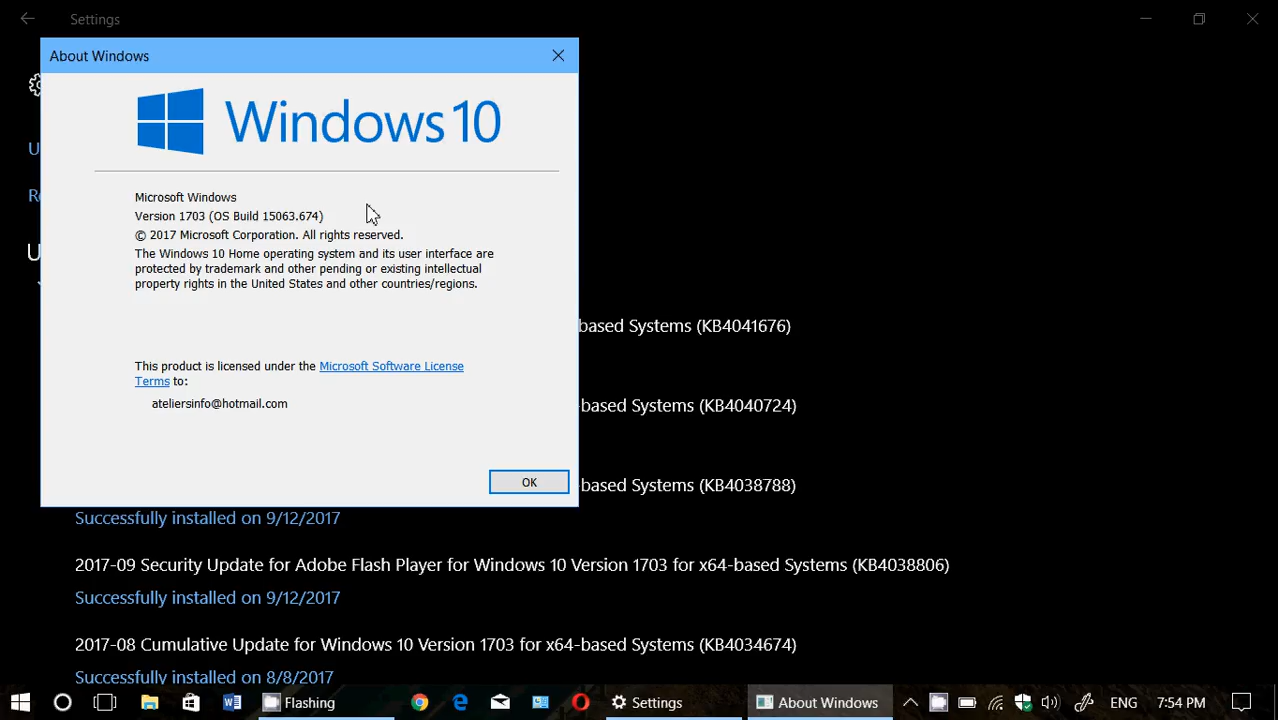 Settings
About Windows
Windows 10
Microsoft Windows
Version 1703 (OS Build 15063.674)
© 2017 Microsoft Corporation. All rights reserved.
The Windows 10 Home operating system and its user interface are
protected by trademark and other pending or existing intellectual
property rights in the United States and other countries/regions.
This product is licensed under the Microsoft Software License
Terms to:
ateliersinfo@hotmail.com
OK
based Systems (KB4041676)
based Systems (KB4040724)
based Systems (KB4038788)
Successfully installed on 9/12/2017
2017-09 Security Update for Adobe Flash Player for Windows 10 Version 1703 for x64-based Systems (KB4038806)
Successfully installed on 9/12/2017
2017-08 Cumulative Update for Windows 10 Version 1703 for x64-based Systems (KB4034674)
Successfully installed on 8/8/2017
Flashing
Settings
About Windows
ENG
7:54 PM